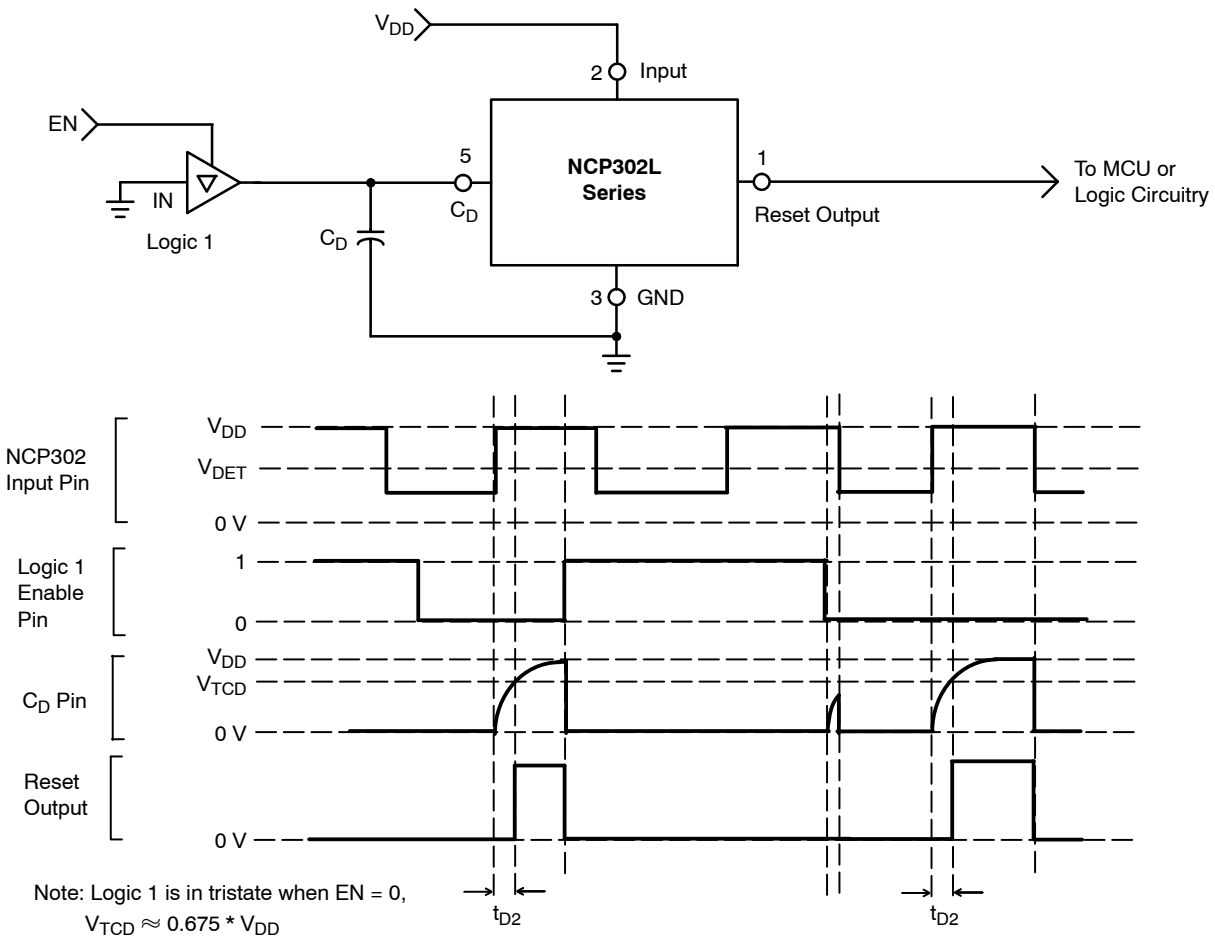 V_DD
2 Input
EN
5
1
NCP302L
Series
To MCU or
Logic Circuitry
IN
C_D
Reset Output
Logic 1
C_D
3 GND
V_DD
NCP302
Input Pin
V_DET
0 V
Logic 1
Enable
Pin
1
0
V_DD
V_TCD
C_D Pin
0 V
Reset
Output
0 V
Note: Logic 1 is in tristate when EN = 0,
V_TCD ≈ 0.675 * V_DD
t_D2
t_D2